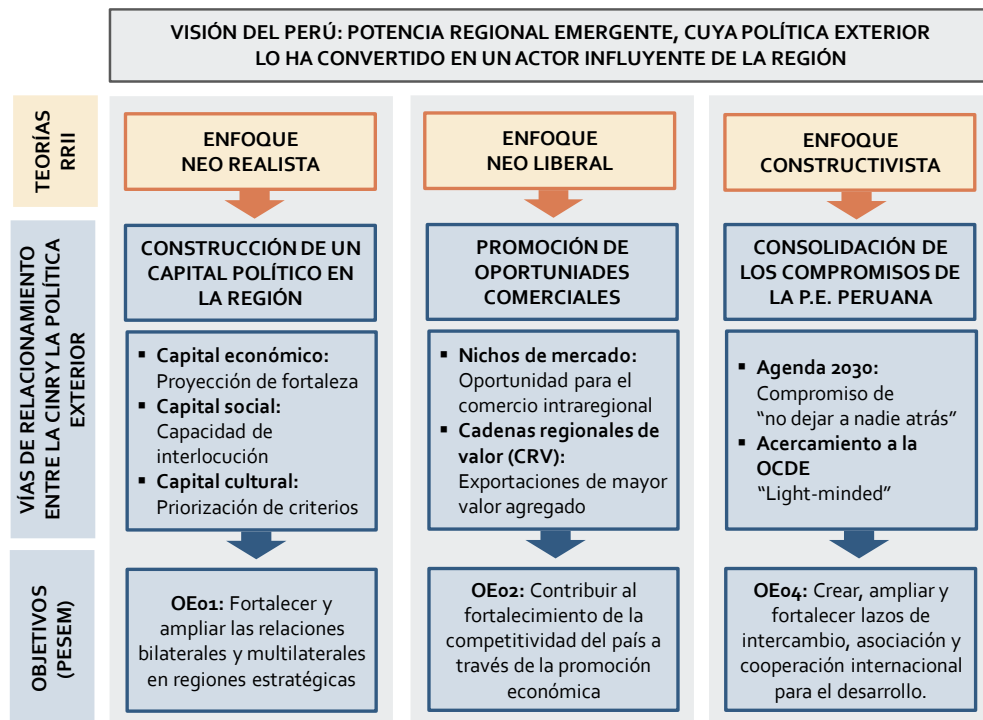 VISIÓN DEL PERÚ: POTENCIA REGIONAL EMERGENTE, CUYA POLÍTICA EXTERIOR
LO HA CONVERTIDO EN UN ACTOR INFLUYENTE DE LA REGIÓN
TEORÍAS
RRII
ENFOQUE
NEO REALISTA
ENFOQUE
NEO LIBERAL
ENFOQUE
CONSTRUCTIVISTA
VÍAS DE RELACIONAMIENTO
ENTRE LA CINR Y LA POLÍTICA
EXTERIOR
CONSTRUCCIÓN DE UN
CAPITAL POLÍTICO EN
LA REGIÓN
▪ Capital económico:
Proyección de fortaleza
▪ Capital social:
Capacidad de
interlocución
▪ Capital cultural:
Priorización de criterios
PROMOCIÓN DE
OPORTUNIADES
COMERCIALES
▪ Nichos de mercado:
Oportunidad para el
comercio intraregional
▪ Cadenas regionales de
valor (CRV):
Exportaciones de mayor
valor agregado
CONSOLIDACIÓN DE
LOS COMPROMISOS DE
LA P.E. PERUANA
▪ Agenda 2030:
Compromiso de
“no dejar a nadie atrás”
▪ Acercamiento a la
OCDE
“Light-minded”
OBJETIVOS
(PESEM)
OE01: Fortalecer y
ampliar las relaciones
bilaterales y multilaterales
en regiones estratégicas
OE02: Contribuir al
fortalecimiento de la
competitividad del país a
través de la promoción
económica
OE04: Crear, ampliar y
fortalecer lazos de
intercambio, asociación y
cooperación internacional
para el desarrollo.